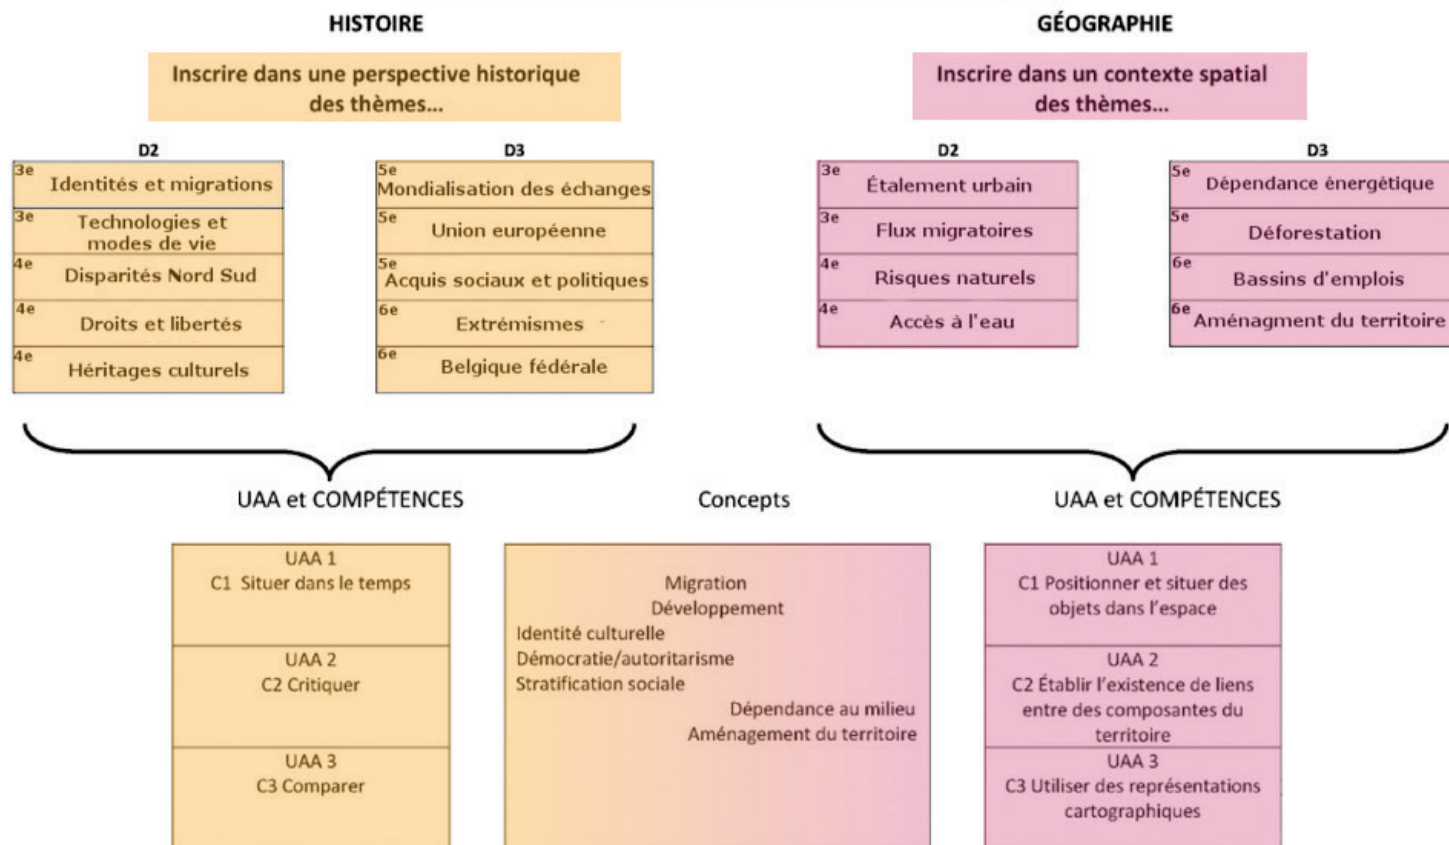 HISTOIRE
Inscrire dans une perspective historique
des thèmes...
D2
3e
Identités et migrations
3e
Technologies et
modes de vie
4e
Disparités Nord Sud
4e
Droits et libertés
4e
Héritages culturels
D3
5e
Mondialisation des échanges
5e
Union européenne
5e
Acquis sociaux et politiques
6e
Extrémismes
6e
Belgique fédérale
GÉOGRAPHIE
Inscrire dans un contexte spatial
des thèmes...
D2
3e
Étalement urbain
3e
Flux migratoires
4e
Risques naturels
4e
Accès à l'eau
D3
5e
Dépendance énergétique
5e
Déforestation
6e
Bassins d'emplois
6e
Aménagment du territoire
UAA et COMPÉTENCES
UAA 1
C1 Situer dans le temps
UAA 2
C2 Critiquer
UAA 3
C3 Comparer
Concepts
Migration
Développement
Identité culturelle
Démocratie/autoritarisme
Stratification sociale
Dépendance au milieu
Aménagement du territoire
UAA et COMPÉTENCES
UAA 1
C1 Positionner et situer des
objets dans l'espace
UAA 2
C2 Établir l'existence de liens
entre des composantes du
territoire
UAA 3
C3 Utiliser des représentations
cartographiques